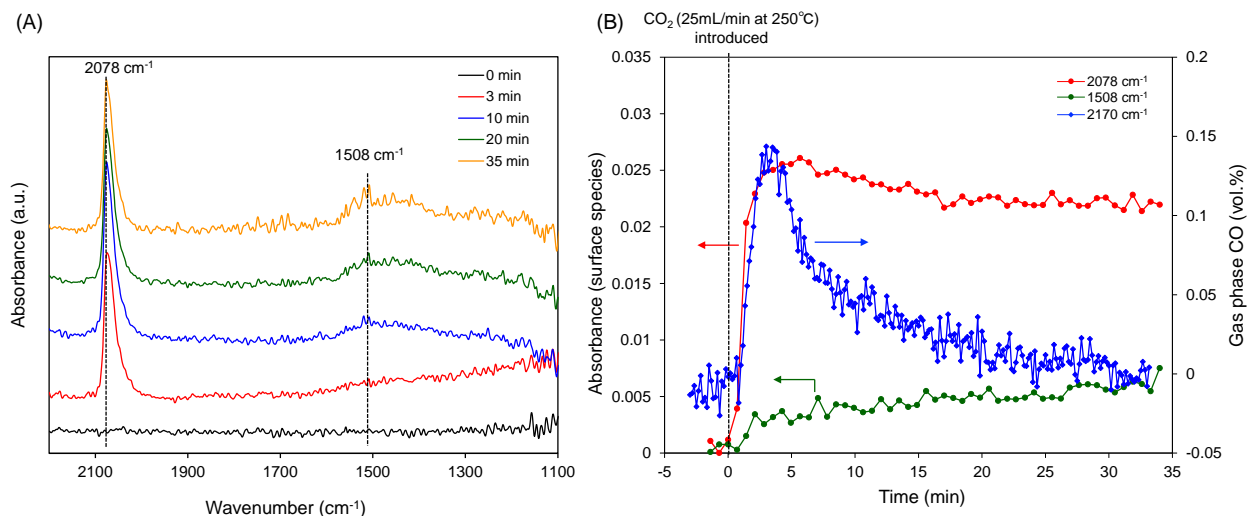 (A)
2078 cm⁻¹
1508 cm⁻¹
0 min
3 min
10 min
20 min
35 min
Absorbance (a.u.)
2100 1900 1700 1500 1300 1100
Wavenumber (cm⁻¹)
(B)
CO₂ (25mL/min at 250°C)
introduced
2078 cm⁻¹
1508 cm⁻¹
2170 cm⁻¹
Absorbance (surface species)
0.035
0.03
0.025
0.02
0.015
0.01
0.005
0
Gas phase CO (vol.%)
0.2
0.15
0.1
0.05
0
-0.05
-5 0 5 10 15 20 25 30 35
Time (min)